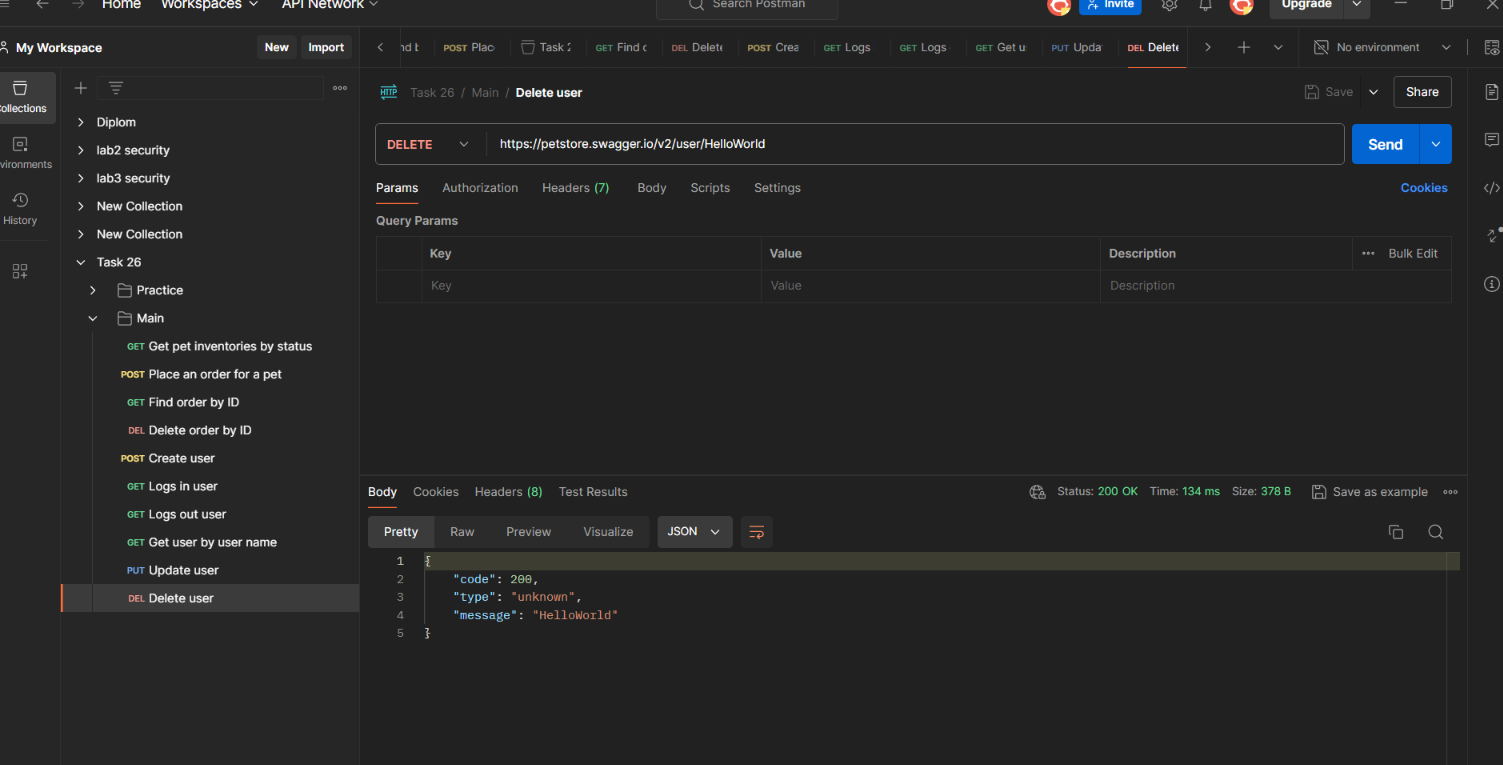 Home Workspaces API Network Search Postman Invite Upgrade
My Workspace New Import
POST Plac Task 2 GET Find DEL Delete POST Crea GET Logs GET Logs GET Get u PUT Upda DEL Delete No environment
Collections
Task 26 / Main / Delete user Save Share
Diplom
DELETE https://petstore.swagger.io/v2/user/HelloWorld Send
lab2 security
lab3 security
Params Authorization Headers (7) Body Scripts Settings Cookies
History
New Collection
Query Params
New Collection
Key Value Description Bulk Edit
Task 26
Key Value Description
Practice
Main
GET Get pet inventories by status
POST Place an order for a pet
GET Find order by ID
DEL Delete order by ID
POST Create user
GET Logs in user
GET Logs out user
GET Get user by user name
PUT Update user
DEL Delete user
Body Cookies Headers (8) Test Results Status: 200 OK Time: 134 ms Size: 378 B Save as example
Pretty Raw Preview Visualize JSON
1 {
2 "code": 200,
3 "type": "unknown",
4 "message": "HelloWorld"
5 }